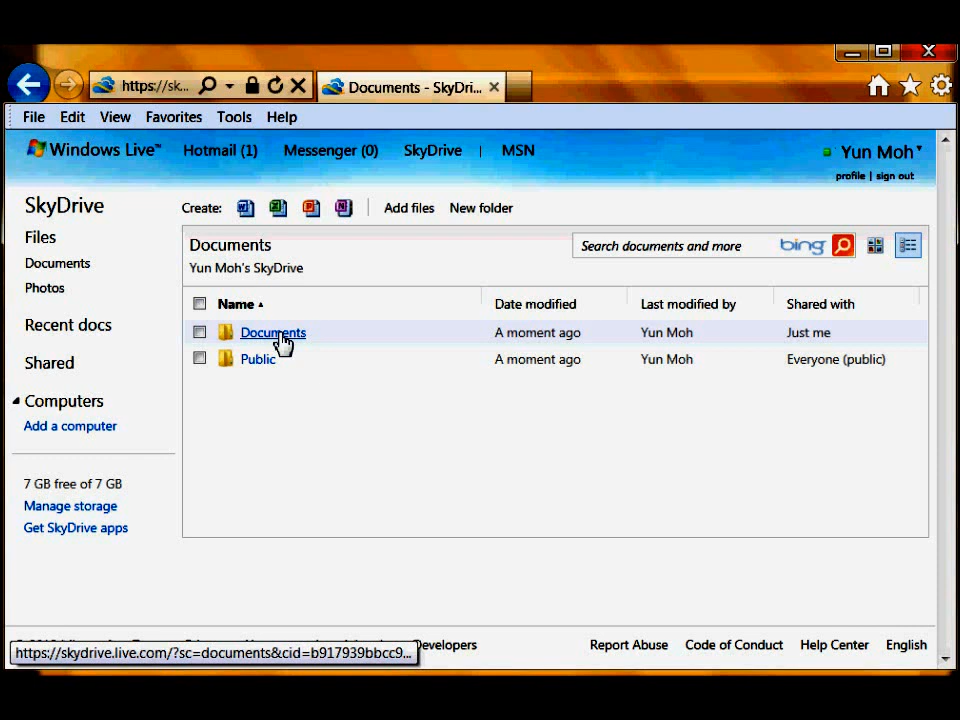 https://sk...
Documents - SkyDri...
File Edit View Favorites Tools Help
Windows Live™ Hotmail (1) Messenger (0) SkyDrive | MSN Yun Moh
profile | sign out
SkyDrive
Files
Documents
Photos
Recent docs
Shared
Computers
Add a computer
7 GB free of 7 GB
Manage storage
Get SkyDrive apps
Create: Add files New folder
Documents
Yun Moh's SkyDrive
Search documents and more bing
Name Date modified Last modified by Shared with
Documents A moment ago Yun Moh Just me
Public A moment ago Yun Moh Everyone (public)
Developers Report Abuse Code of Conduct Help Center English
https://skydrive.live.com/?sc=documents&cid=b917939bbcc9...